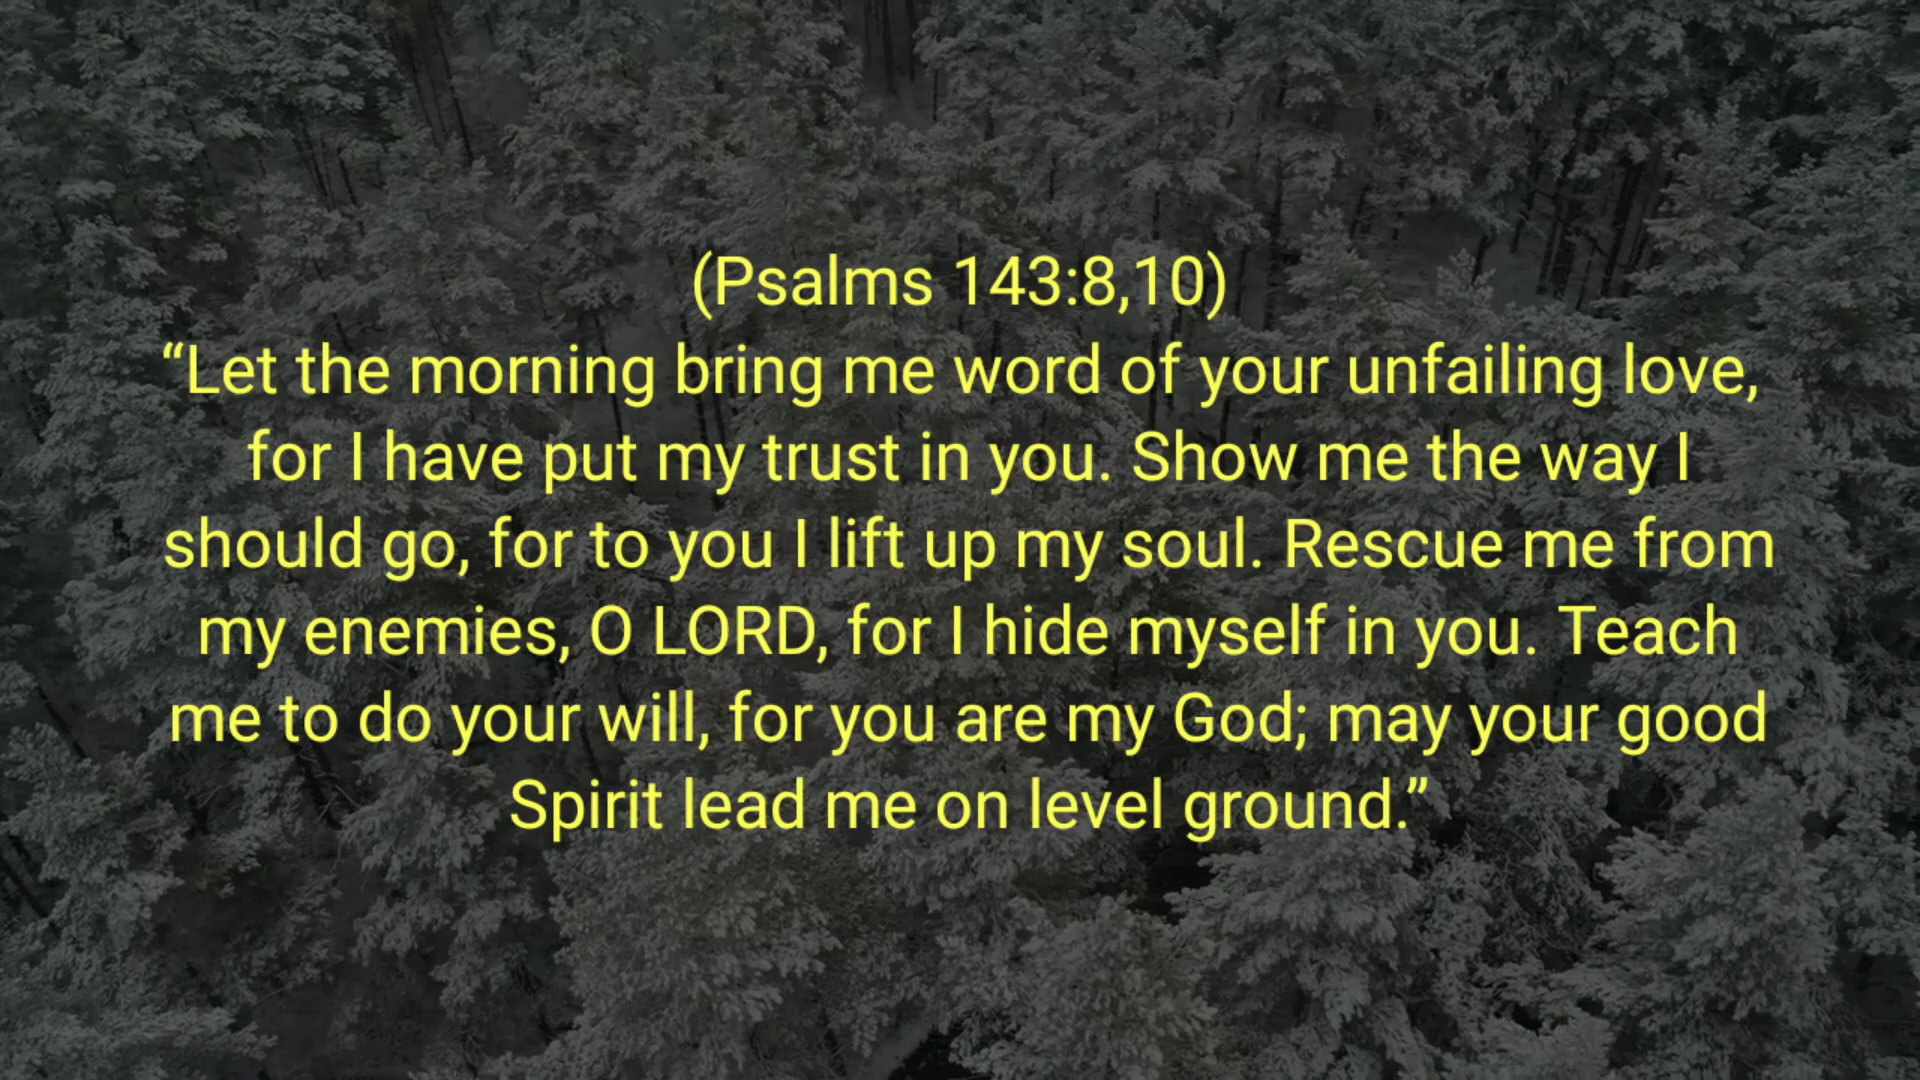 (Psalms 143:8,10)
“Let the morning bring me word of your unfailing love,
for I have put my trust in you. Show me the way I
should go, for to you I lift up my soul. Rescue me from
my enemies, O LORD, for I hide myself in you. Teach
me to do your will, for you are my God; may your good
Spirit lead me on level ground.”